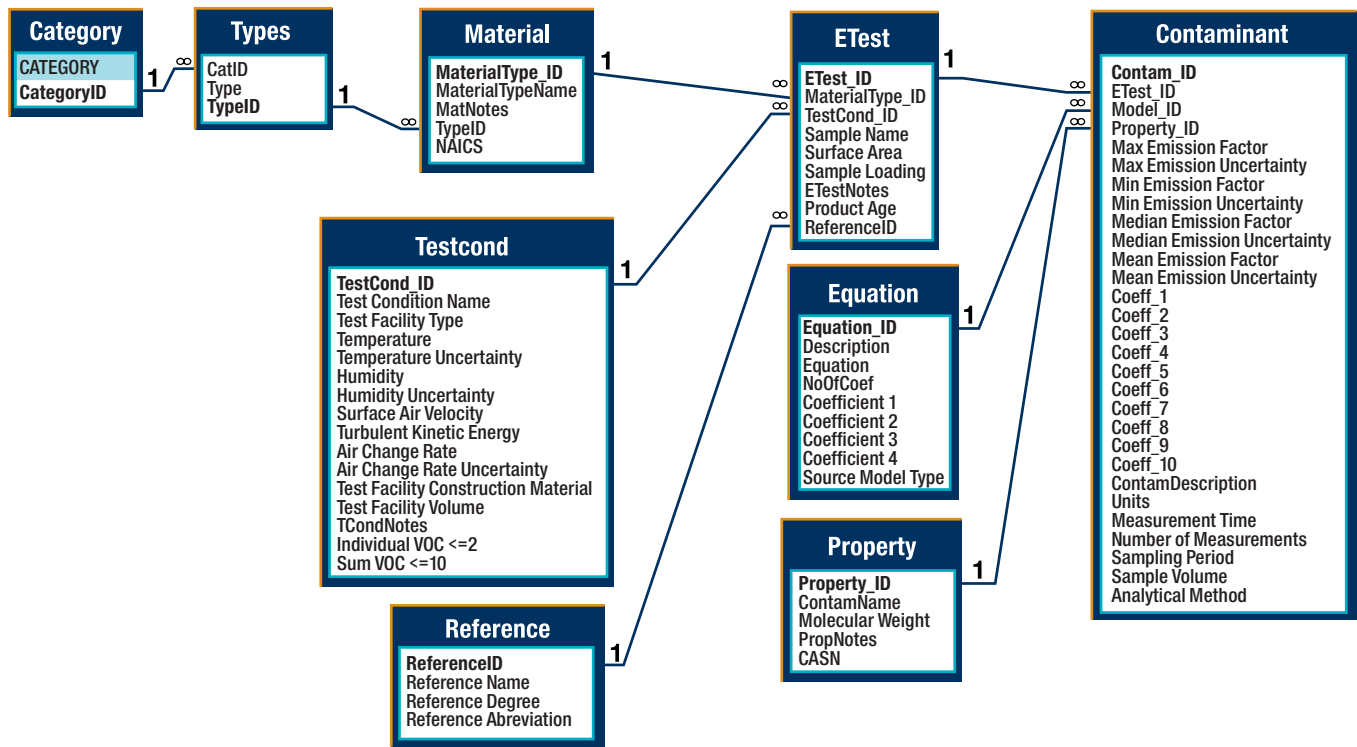 Category
CATEGORY
CategoryID
1
∞
Types
CatID
Type
TypeID
1
∞
Material
MaterialType_ID
MaterialTypeName
MatNotes
TypeID
NAICS
1
∞
ETest
ETest_ID
MaterialType_ID
TestCond_ID
Sample Name
Surface Area
Sample Loading
ETestNotes
Product Age
ReferenceID
∞
∞
1
∞
∞
∞
Contaminant
Contam_ID
ETest_ID
Model_ID
Property_ID
Max Emission Factor
Max Emission Uncertainty
Min Emission Factor
Min Emission Uncertainty
Median Emission Factor
Median Emission Uncertainty
Mean Emission Factor
Mean Emission Uncertainty
Coeff_1
Coeff_2
Coeff_3
Coeff_4
Coeff_5
Coeff_6
Coeff_7
Coeff_8
Coeff_9
Coeff_10
ContamDescription
Units
Measurement Time
Number of Measurements
Sampling Period
Sample Volume
Analytical Method
Testcond
TestCond_ID
Test Condition Name
Test Facility Type
Temperature
Temperature Uncertainty
Humidity
Humidity Uncertainty
Surface Air Velocity
Turbulent Kinetic Energy
Air Change Rate
Air Change Rate Uncertainty
Test Facility Construction Material
Test Facility Volume
TCondNotes
Individual VOC <=2
Sum VOC <=10
1
Equation
Equation_ID
Description
Equation
NoOfCoef
Coefficient 1
Coefficient 2
Coefficient 3
Coefficient 4
Source Model Type
1
Property
Property_ID
ContamName
Molecular Weight
PropNotes
CASN
1
Reference
ReferenceID
Reference Name
Reference Degree
Reference Abreviation
1